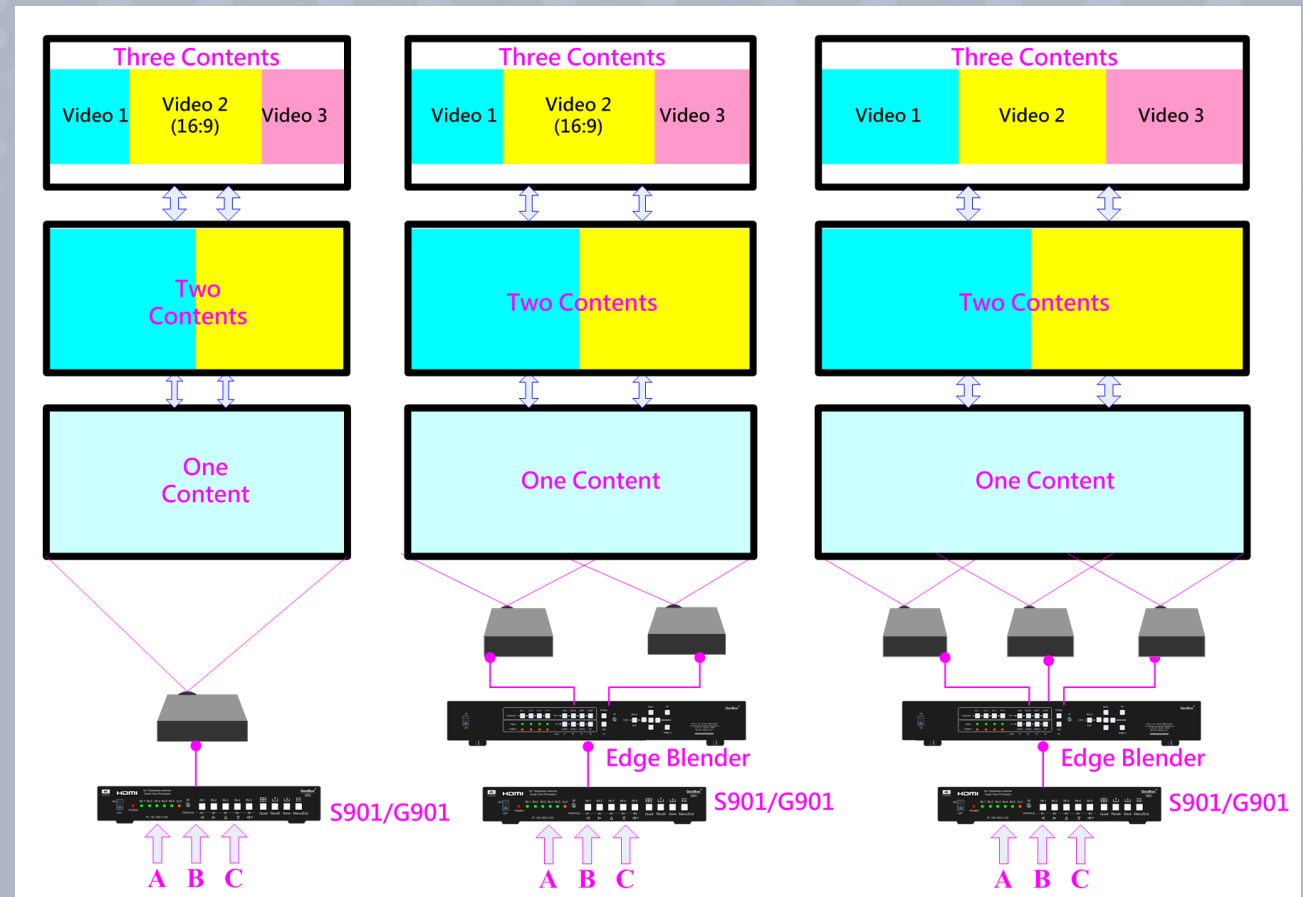 Three Contents
Video 1
Video 2
(16:9)
Video 3
Two
Contents
One
Content
S901/G901
A B C
Three Contents
Video 1
Video 2
(16:9)
Video 3
Two Contents
One Content
Edge Blender
S901/G901
A B C
Three Contents
Video 1
Video 2
Video 3
Two Contents
One Content
Edge Blender
S901/G901
A B C